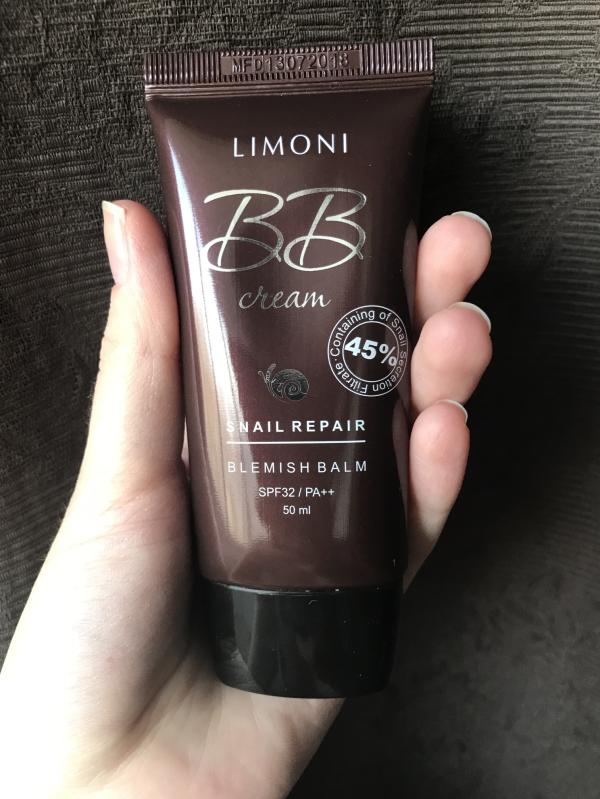 MFD13072018
LIMONI
BB
cream
Containing of Snail Secretion Filtrate
45%
SNAIL REPAIR
BLEMISH BALM
SPF32 / PA++
50 ml